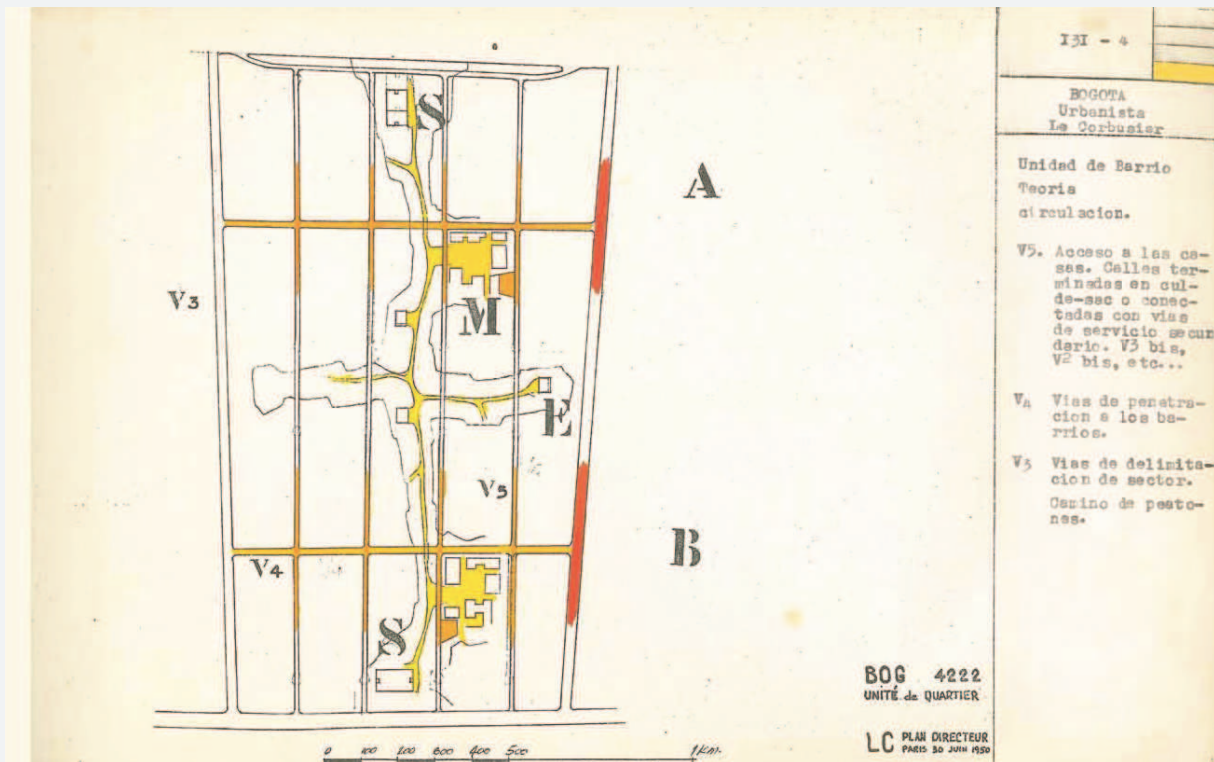 S
A
V3
M
E
V5
B
V4
S
0 100 200 300 400 500 1 Km.
BOG 4222
UNITÉ de QUARTIER
LC PLAN DIRECTEUR
PARIS 30 JUIN 1950
I3I - 4
BOGOTA
Urbanista
Le Corbusier
Unidad de Barrio
Teoria
circulacion.
V5. Acceso a las ca-
sas. Calles ter-
minadas en cul-
de-sac o conec-
tadas con vias
de servicio secun
dario. V3 bis,
V2 bis, etc...
V4 Vias de penetra-
cion a los ba-
rrios.
V3 Vias de delimita-
cion de sector.
Camino de peato-
nes.